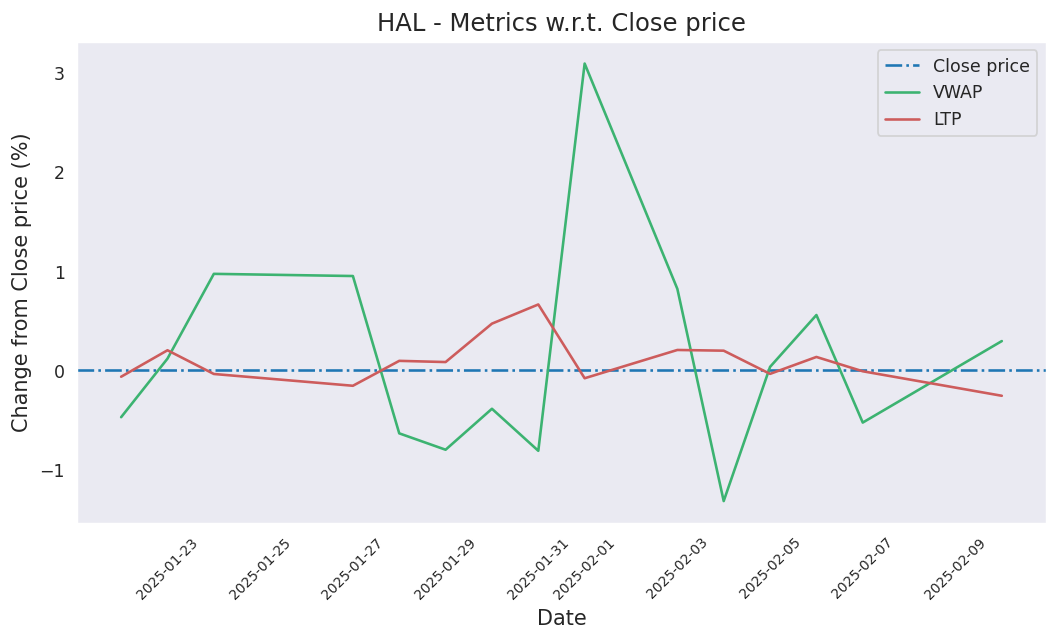 HAL - Metrics w.r.t. Close price
Change from Close price (%)
3
2
1
0
−1
Close price
VWAP
LTP
2025-01-23
2025-01-25
2025-01-27
2025-01-29
2025-01-31
2025-02-01
2025-02-03
2025-02-05
2025-02-07
2025-02-09
Date